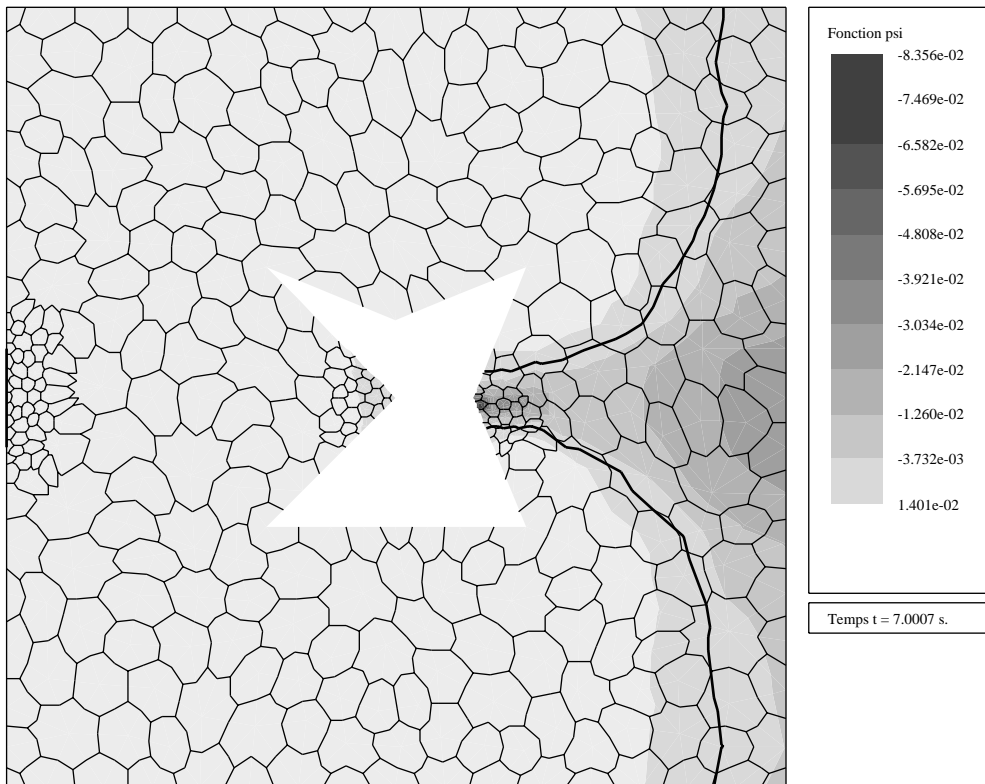 Fonction psi
-8.356e-02
-7.469e-02
-6.582e-02
-5.695e-02
-4.808e-02
-3.921e-02
-3.034e-02
-2.147e-02
-1.260e-02
-3.732e-03
1.401e-02
Temps t = 7.0007 s.